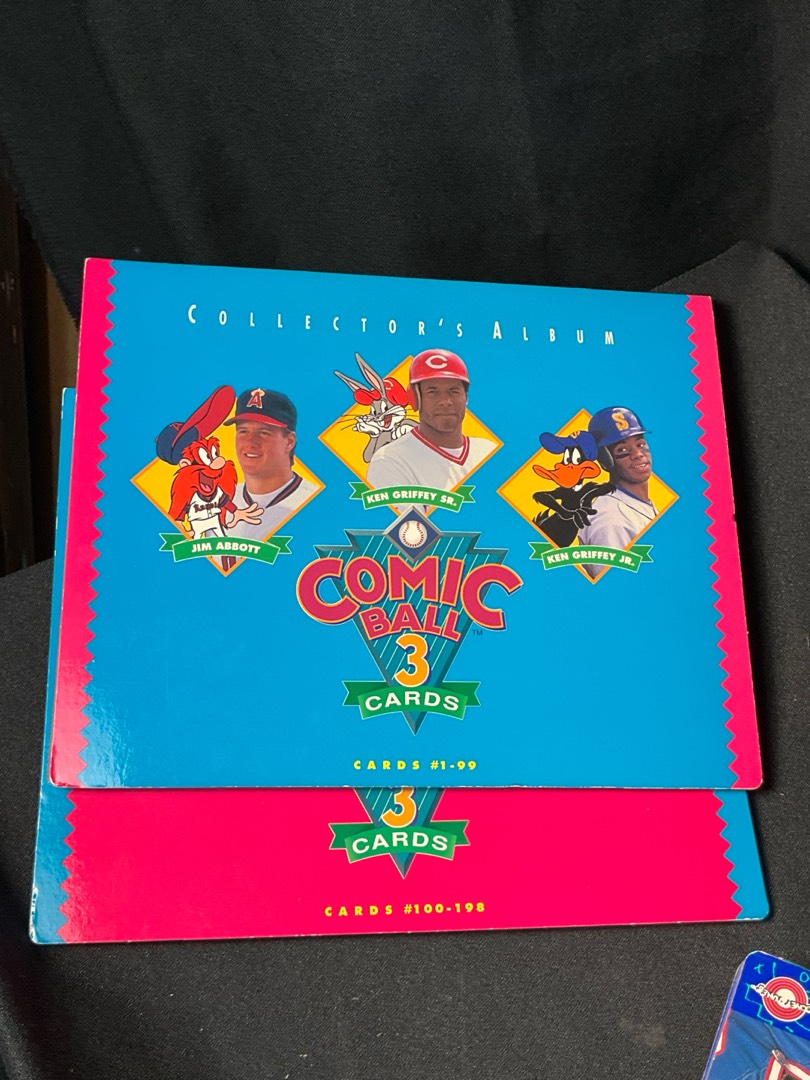 COLLECTOR'S ALBUM
A
C
S
JIM ABBOTT
KEN GRIFFEY SR.
KEN GRIFFEY JR.
COMIC
BALL TM
3
CARDS
CARDS #1-99
3
CARDS
CARDS #100-198